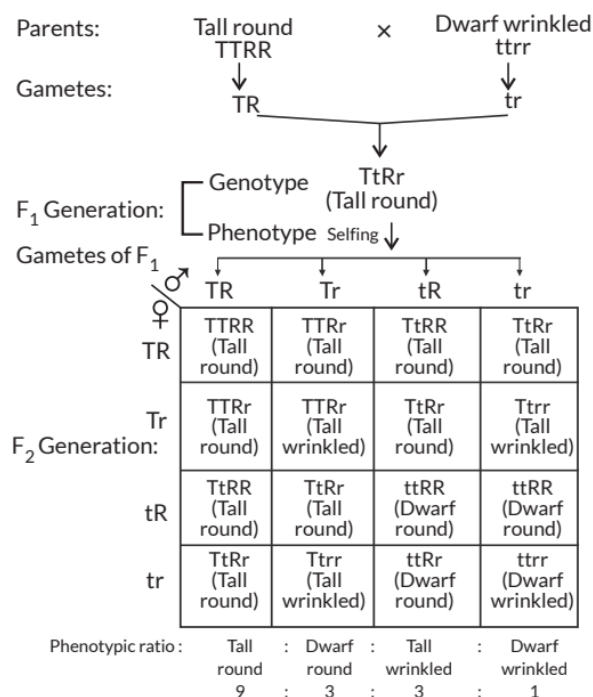 Parents: Tall round × Dwarf wrinkled
TTRR ttrr
Gametes: TR tr
TtRr
Genotype (Tall round)
F₁ Generation:
Phenotype Selfing
Gametes of F₁
♂ TR Tr tR tr
♀
TR TTRR TTRr TtRR TtRr
(Tall (Tall (Tall (Tall
round) round) round) round)
Tr TTRr TTRr TtRr Ttrr
(Tall (Tall (Tall (Tall
round) wrinkled) round) wrinkled)
F₂ Generation:
tR TtRR TtRr ttRR ttRR
(Tall (Tall (Dwarf (Dwarf
round) round) round) round)
tr TtRr Ttrr ttRr ttrr
(Tall (Tall (Dwarf (Dwarf
round) wrinkled) round) wrinkled)
Phenotypic ratio : Tall : Dwarf : Tall : Dwarf
round round wrinkled wrinkled
9 : 3 : 3 : 1